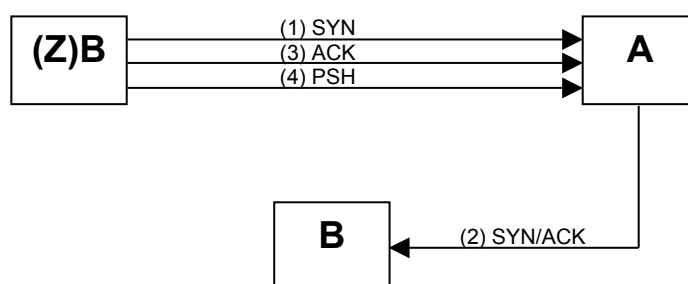 (1) SYN
(Z)B
(3) ACK
A
(4) PSH
B
(2) SYN/ACK